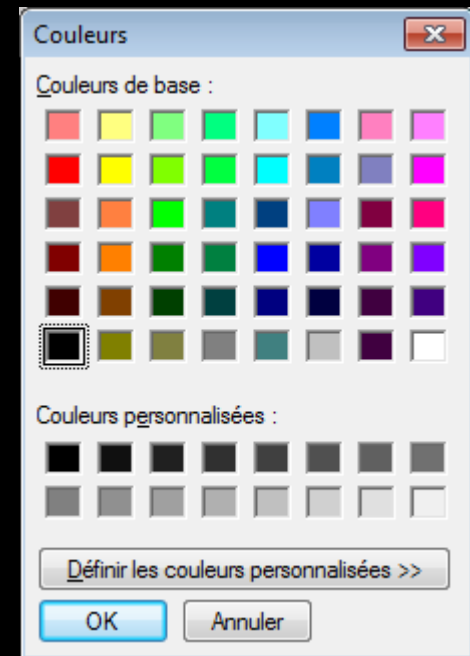 Couleurs
Couleurs de base :
Couleurs personnalisées :
Définir les couleurs personnalisées >>
OK
Annuler